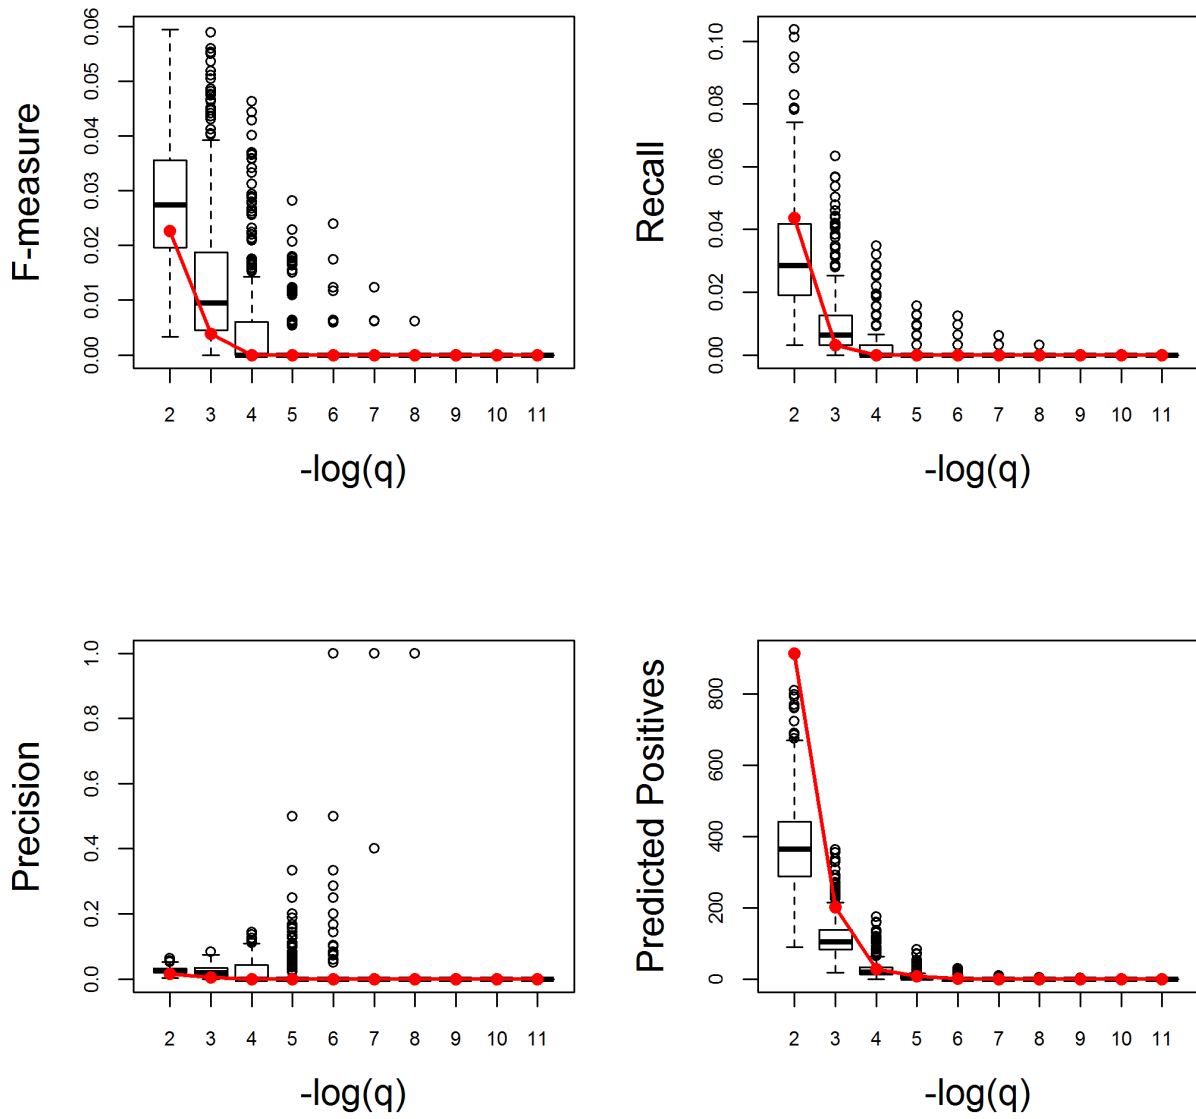 F-measure
0.00 0.01 0.02 0.03 0.04 0.05 0.06
2 3 4 5 6 7 8 9 10 11
-log(q)
Recall
0.00 0.02 0.04 0.06 0.08 0.10
2 3 4 5 6 7 8 9 10 11
-log(q)
Precision
0.0 0.2 0.4 0.6 0.8 1.0
2 3 4 5 6 7 8 9 10 11
-log(q)
Predicted Positives
0 200 400 600 800
2 3 4 5 6 7 8 9 10 11
-log(q)